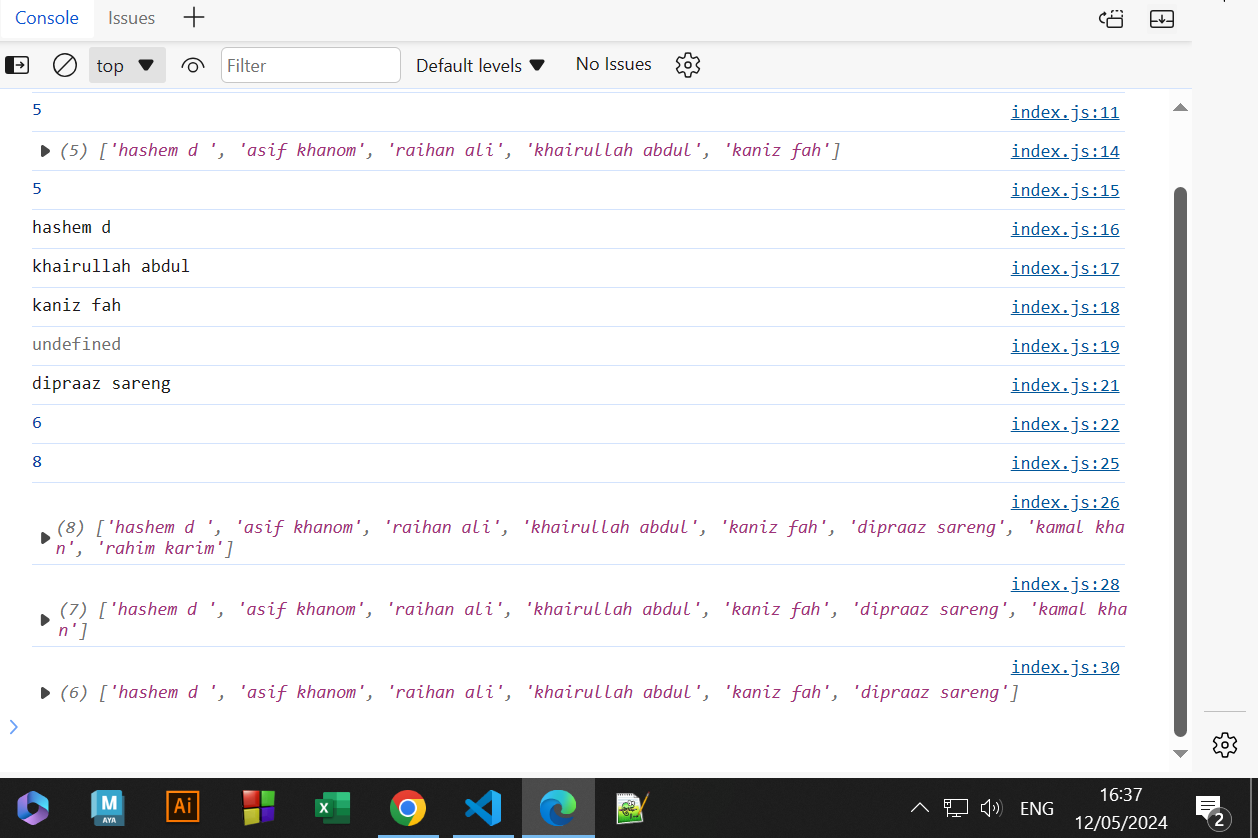 Console Issues
top Filter Default levels No Issues
5 index.js:11
(5) ['hashem d ', 'asif khanom', 'raihan ali', 'khairullah abdul', 'kaniz fah'] index.js:14
5 index.js:15
hashem d index.js:16
khairullah abdul index.js:17
kaniz fah index.js:18
undefined index.js:19
dipraaz sareng index.js:21
6 index.js:22
8 index.js:25
index.js:26
(8) ['hashem d ', 'asif khanom', 'raihan ali', 'khairullah abdul', 'kaniz fah', 'dipraaz sareng', 'kamal kha
n', 'rahim karim']
index.js:28
(7) ['hashem d ', 'asif khanom', 'raihan ali', 'khairullah abdul', 'kaniz fah', 'dipraaz sareng', 'kamal kha
n']
index.js:30
(6) ['hashem d ', 'asif khanom', 'raihan ali', 'khairullah abdul', 'kaniz fah', 'dipraaz sareng']
M
AYA
Ai
X
ENG
16:37
12/05/2024
2